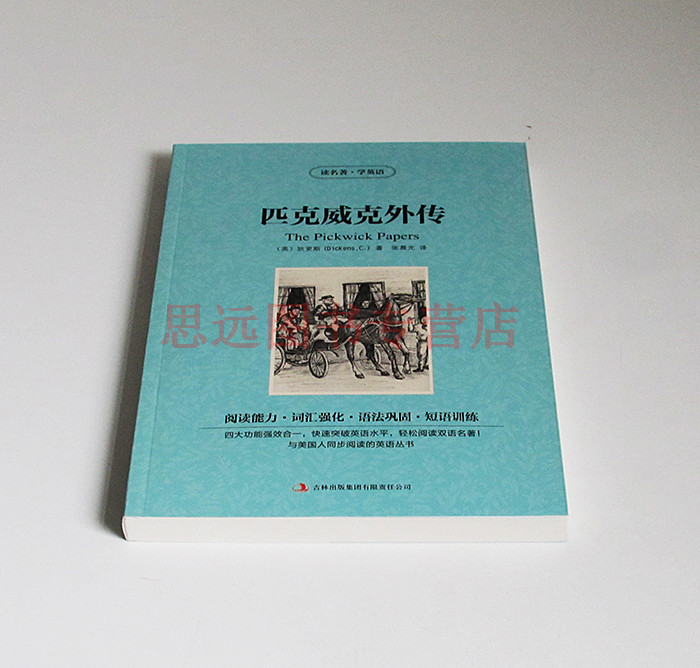 读名著·学英语
匹克威克外传
The Pickwick Papers
(英) 狄更斯 (Dickens,C.) 著 张晨光 译
思远图书专营店
阅读能力·词汇强化·语法巩固·短语训练
四大功能强效合一,快速突破英语水平,轻松阅读双语名著!
与美国人同步阅读的英语丛书
吉林出版集团有限责任公司